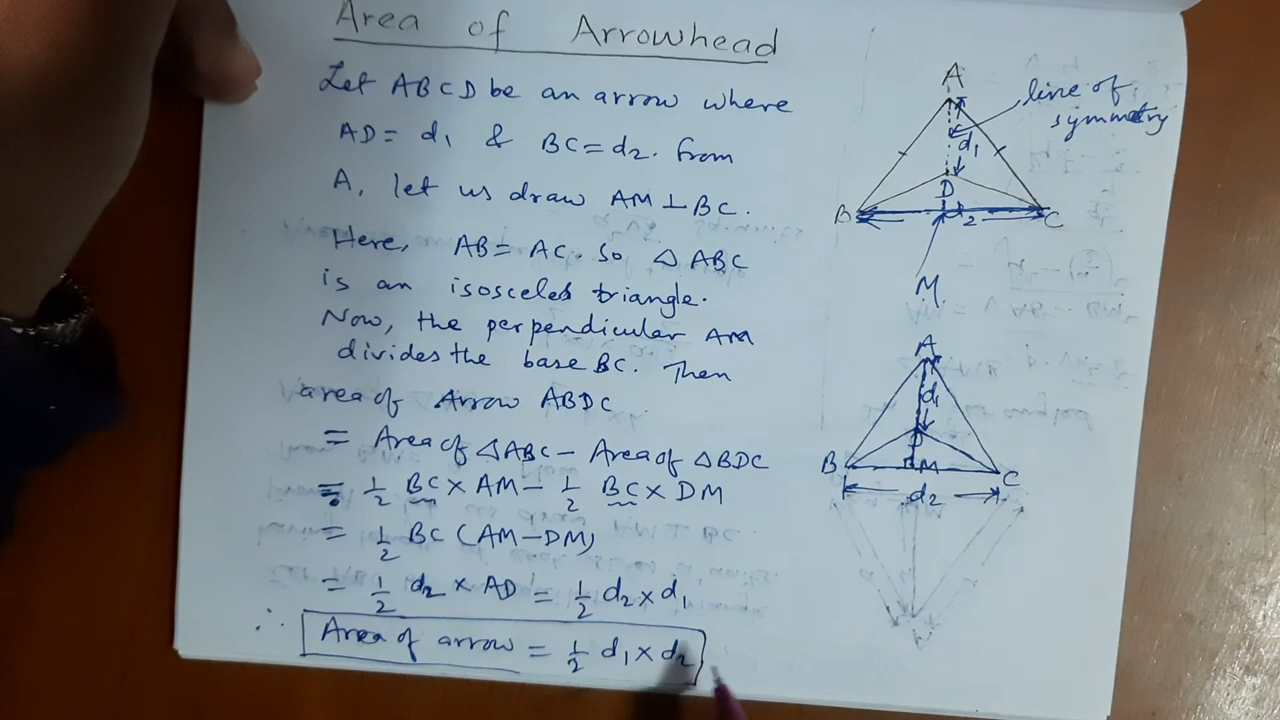 Area of Arrowhead
Let ABCD be an arrow where
AD = d₁ & BC = d₂. From
A, let us draw AM ⊥ BC.
Here, AB = AC. So △ABC
is an isosceles triangle.
Now, the perpendicular AM
divides the base BC. Then
area of Arrow ABDC
= Area of △ABC - Area of △BDC
= 1/2 BC × AM - 1/2 BC × DM
= 1/2 BC (AM-DM)
= 1/2 d₂ × AD = 1/2 d₂ × d₁
∴ Area of arrow = 1/2 d₁ × d₂
A
line of
symmetry
d₁
D
B
d₂
C
M
A
d₁
D
B
M
C
d₂